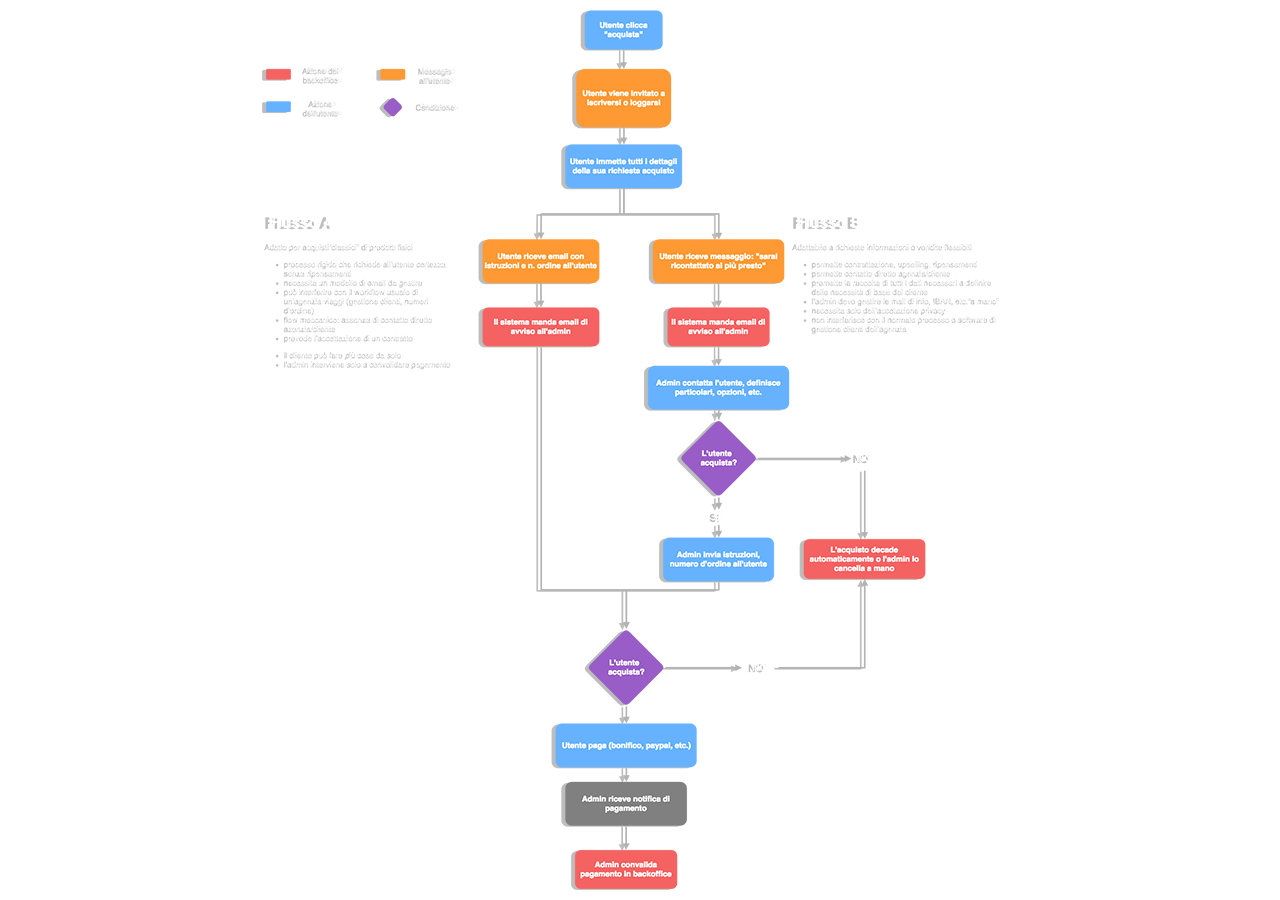 Utente clicca
"acquista"
Azione del
backoffice
Messaggio
all'utente
Azione
dell'utente
Condizione
Utente viene invitato a
iscriversi o loggarsi
Utente immette tutti i dettagli
della sua richiesta acquisto
Flusso A
Adatto per acquisti "classici" di prodotti fisici
• processo rigido che richiede all'utente certezza
senza ripensamenti
• necessita un modello di email da gestire
• può interferire con il workflow usuale di
un'agenzia viaggi (gestione clienti, numeri
d'ordine)
• flow meccanico: assenza di contatto diretto
agenzia/cliente
• prevede l'accettazione di un contratto
• il cliente può fare più cose da solo
• l'admin interviene solo a convalidare pagamento
Flusso B
Adattabile a richieste informazioni o vendite flessibili
• permette contrattazione, upselling, ripensamenti
• permette contatto diretto agenzia/cliente
• premette la raccolta di tutti i dati necessari a definire
delle necessità di base del cliente
• l'admin deve gestire le mail di info, IBAN, etc. "a mano"
• necessita solo dell'accettazione privacy
• non interferisce con il normale processo o software di
gestione clienti dell'agenzia
Utente riceve email con
istruzioni e n. ordine all'utente
Utente riceve messaggio: "sarai
ricontattato al più presto"
Il sistema manda email di
avviso all'admin
Il sistema manda email di
avviso all'admin
Admin contatta l'utente, definisce
particolari, opzioni, etc.
L'utente
acquista?
NO
SI
Admin invia istruzioni,
numero d'ordine all'utente
L'acquisto decade
automaticamente o l'admin lo
cancella a mano
L'utente
acquista?
NO
Utente paga (bonifico, paypal, etc.)
Admin riceve notifica di
pagamento
Admin convalida
pagamento in backoffice